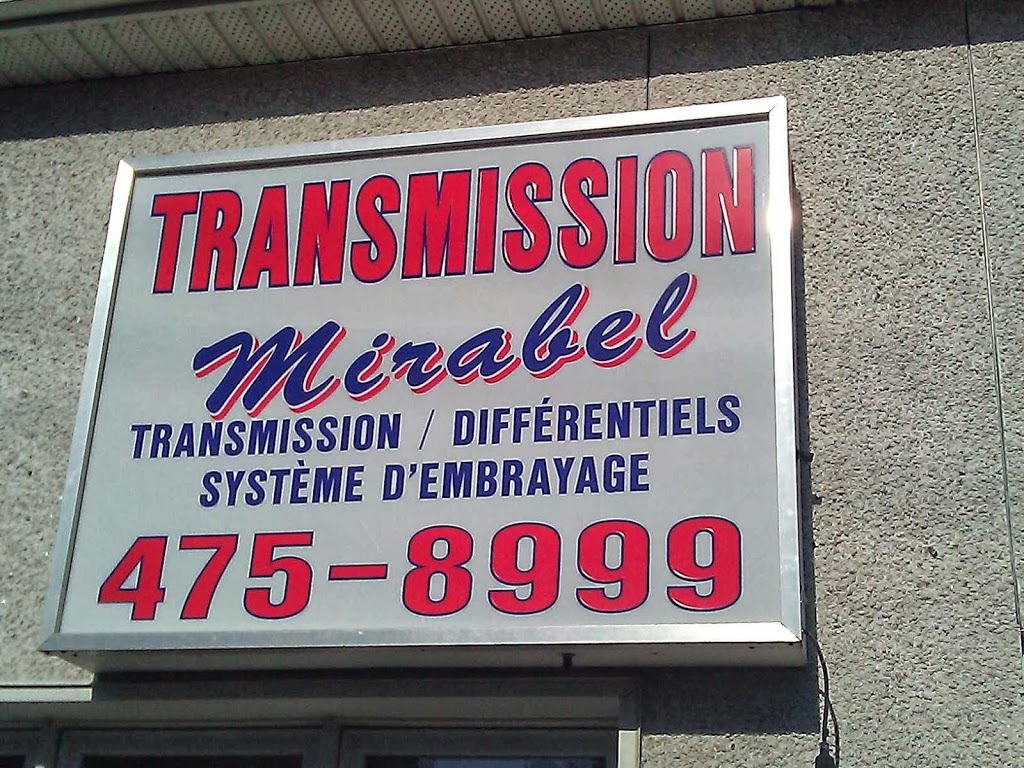 TRANSMISSION
Mirabel
TRANSMISSION / DIFFÉRENTIELS
SYSTÈME D'EMBRAYAGE
475-8999